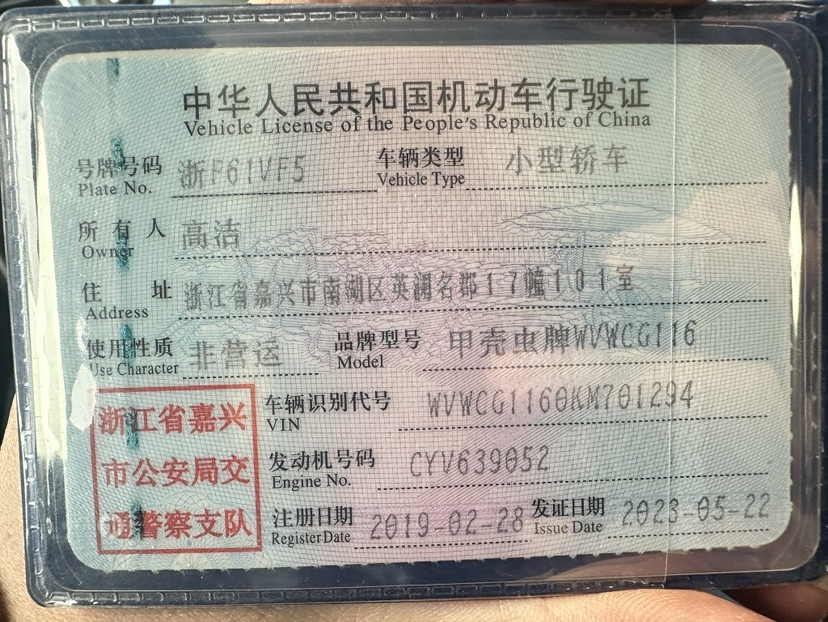 中华人民共和国机动车行驶证
Vehicle License of the People's Republic of China
号牌号码 浙F61VF5 车辆类型 小型轿车
Plate No. Vehicle Type
所有人 高洁
Owner
住址 浙江省嘉兴市南湖区英澜名郡17幢101室
Address
使用性质 非营运 品牌型号 甲壳虫牌WVWCG116
Use Character Model
浙江省嘉兴
市公安局交
通警察支队
车辆识别代号 WVWCG1160KM701294
VIN
发动机号码 CYV639052
Engine No.
注册日期 2019-02-28 发证日期 2023-05-22
Register Date Issue Date